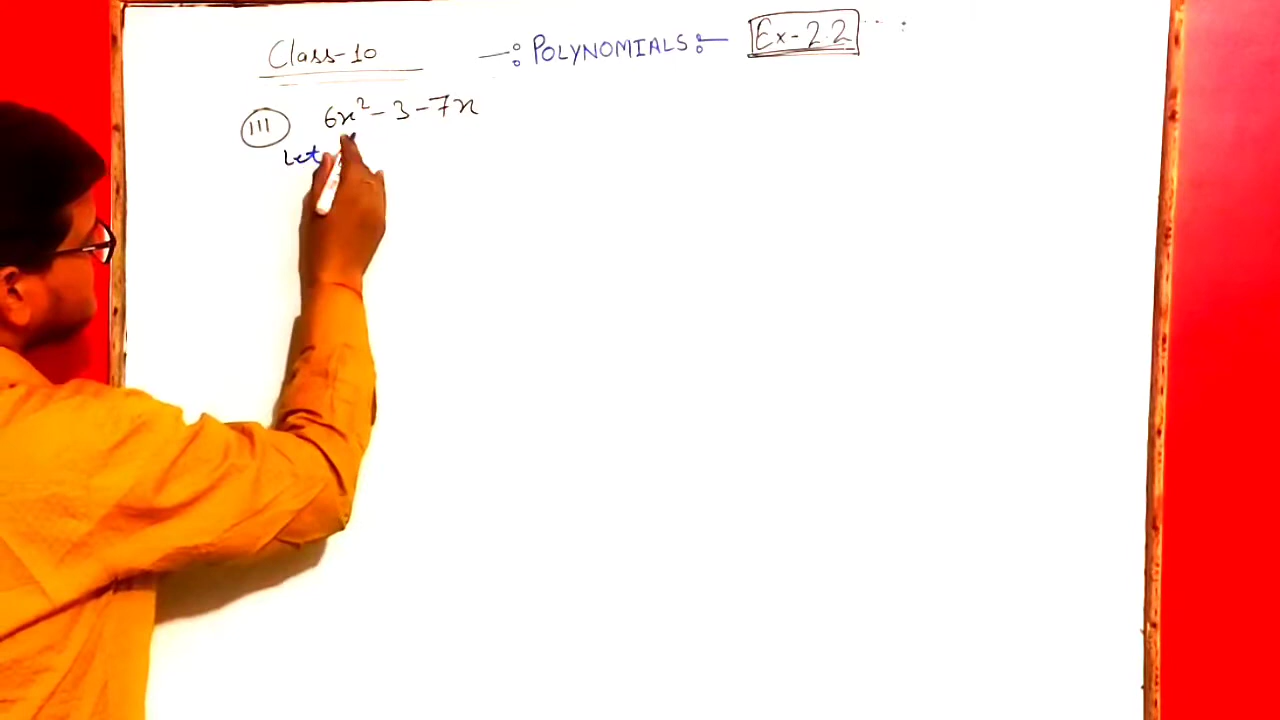 Class-10 —: POLYNOMIALS :— Ex-2.2
III 6x² - 3 - 7x
Let